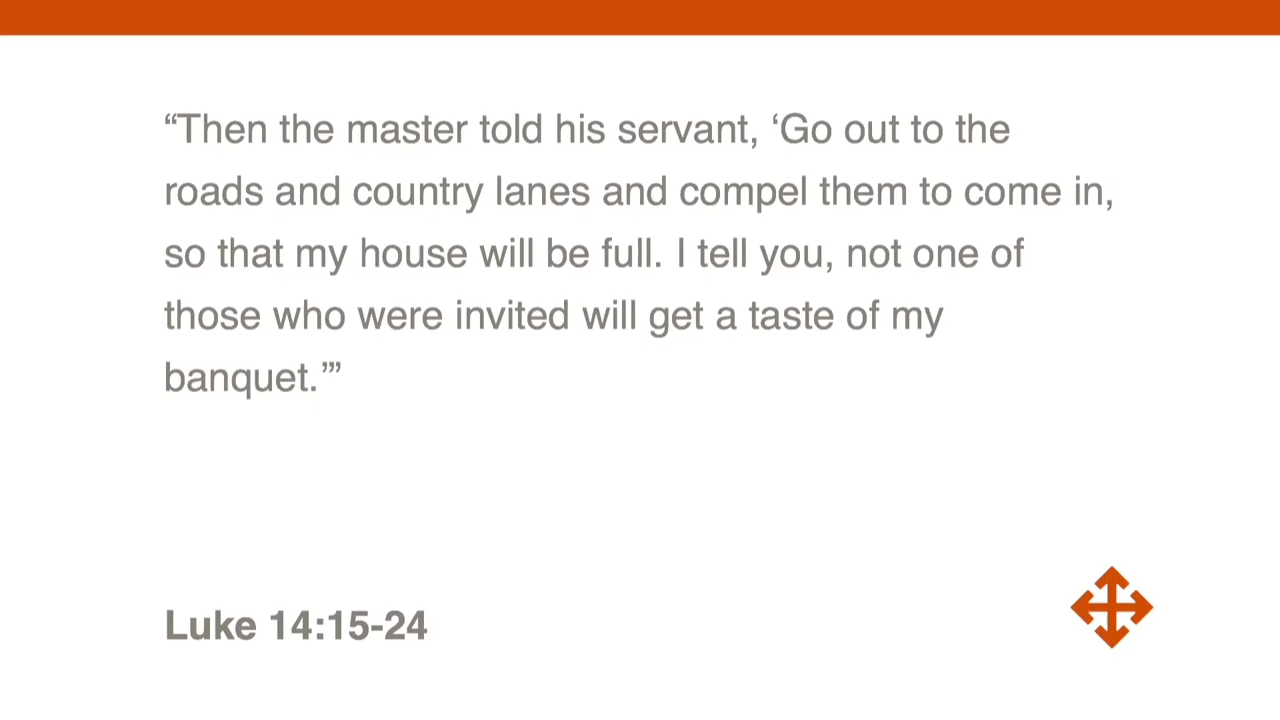 “Then the master told his servant, ‘Go out to the
roads and country lanes and compel them to come in,
so that my house will be full. I tell you, not one of
those who were invited will get a taste of my
banquet.’”
Luke 14:15-24